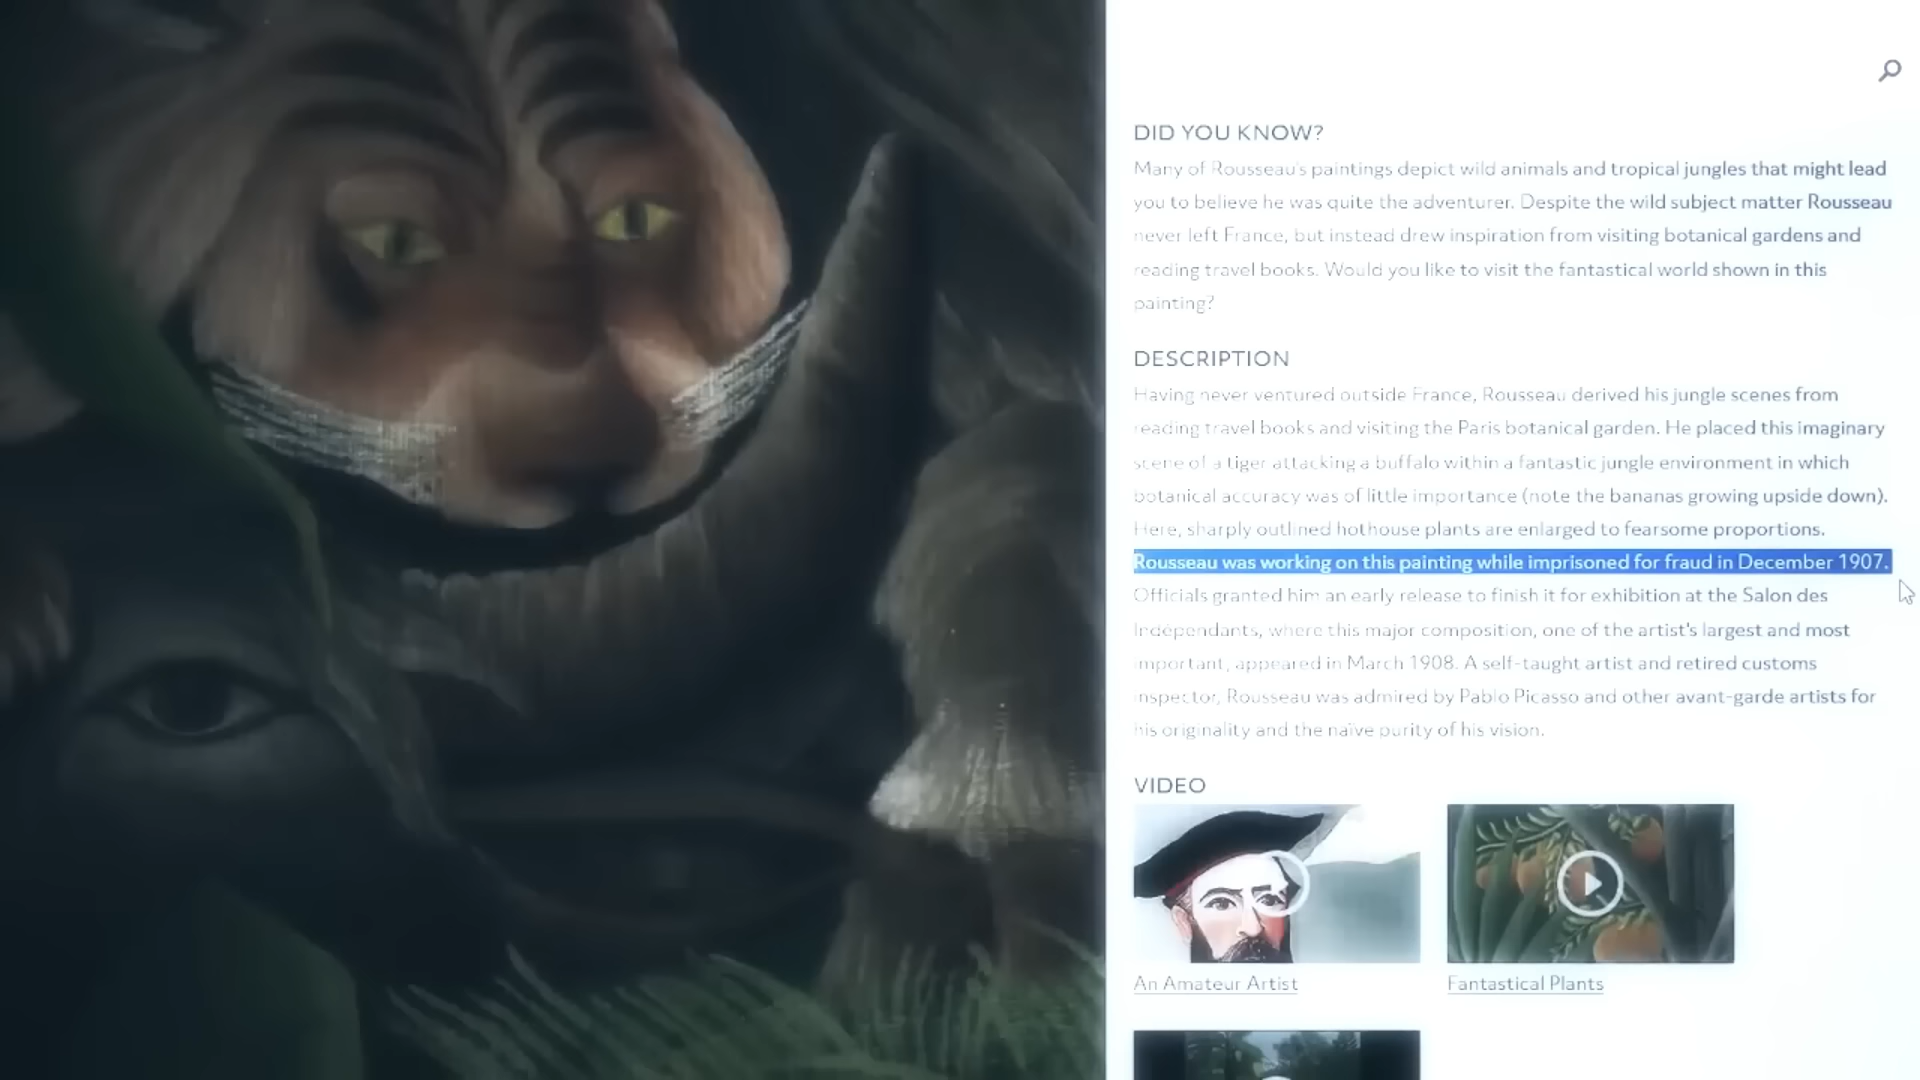 DID YOU KNOW?
Many of Rousseau's paintings depict wild animals and tropical jungles that might lead
you to believe he was quite the adventurer. Despite the wild subject matter Rousseau
never left France, but instead drew inspiration from visiting botanical gardens and
reading travel books. Would you like to visit the fantastical world shown in this
painting?
DESCRIPTION
Having never ventured outside France, Rousseau derived his jungle scenes from
reading travel books and visiting the Paris botanical garden. He placed this imaginary
scene of a tiger attacking a buffalo within a fantastic jungle environment in which
botanical accuracy was of little importance (note the bananas growing upside down).
Here, sharply outlined hothouse plants are enlarged to fearsome proportions.
Rousseau was working on this painting while imprisoned for fraud in December 1907.
Officials granted him an early release to finish it for exhibition at the Salon des
Indépendants, where this major composition, one of the artist's largest and most
important, appeared in March 1908. A self-taught artist and retired customs
inspector, Rousseau was admired by Pablo Picasso and other avant-garde artists for
his originality and the naïve purity of his vision.
VIDEO
An Amateur Artist
Fantastical Plants